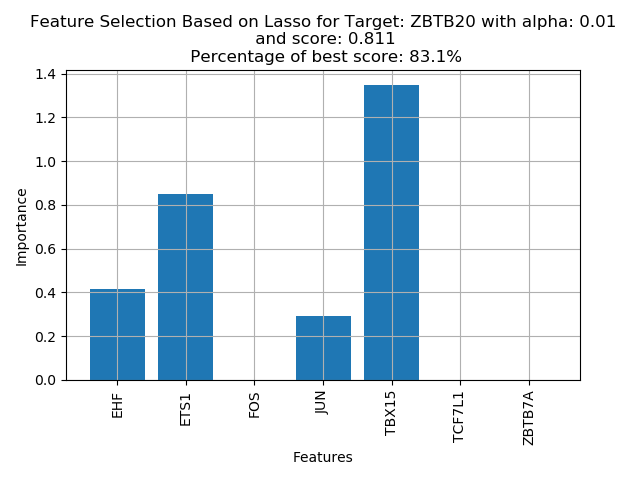 Feature Selection Based on Lasso for Target: ZBTB20 with alpha: 0.01
and score: 0.811
Percentage of best score: 83.1%
1.4
1.2
1.0
0.8
0.6
0.4
0.2
0.0
Importance
EHF
ETS1
FOS
JUN
TBX15
TCF7L1
ZBTB7A
Features